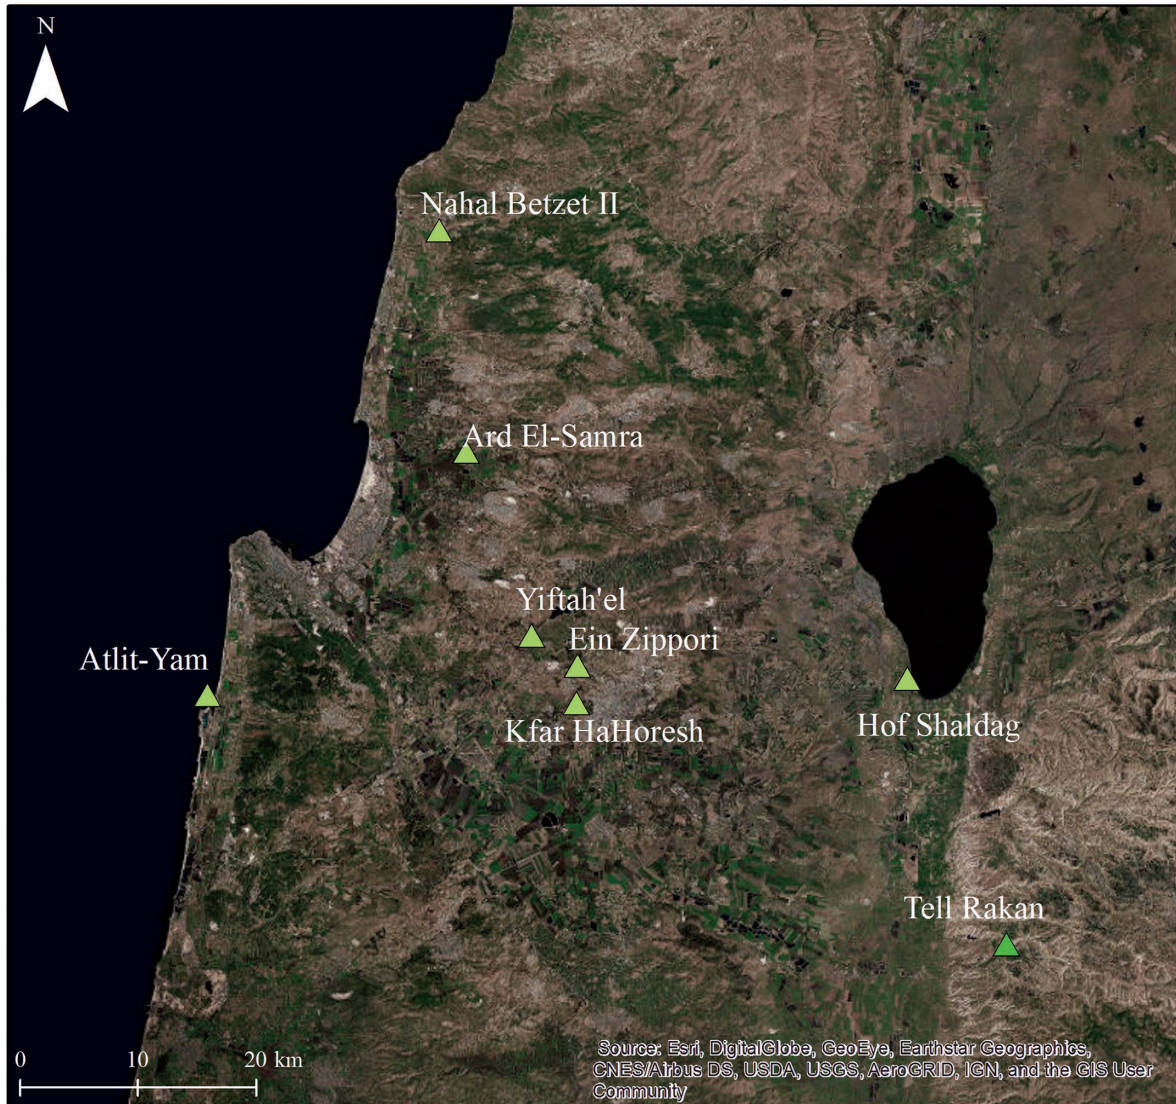 N
Nahal Betzet II
Ard El-Samra
Yiftah'el
Ein Zippori
Atlit-Yam
Kfar HaHoresh
Hof Shaldag
Tell Rakan
0 10 20 km
Source: Esri, DigitalGlobe, GeoEye, Earthstar Geographics,
CNES/Airbus DS, USDA, USGS, AeroGRID, IGN, and the GIS User
Community